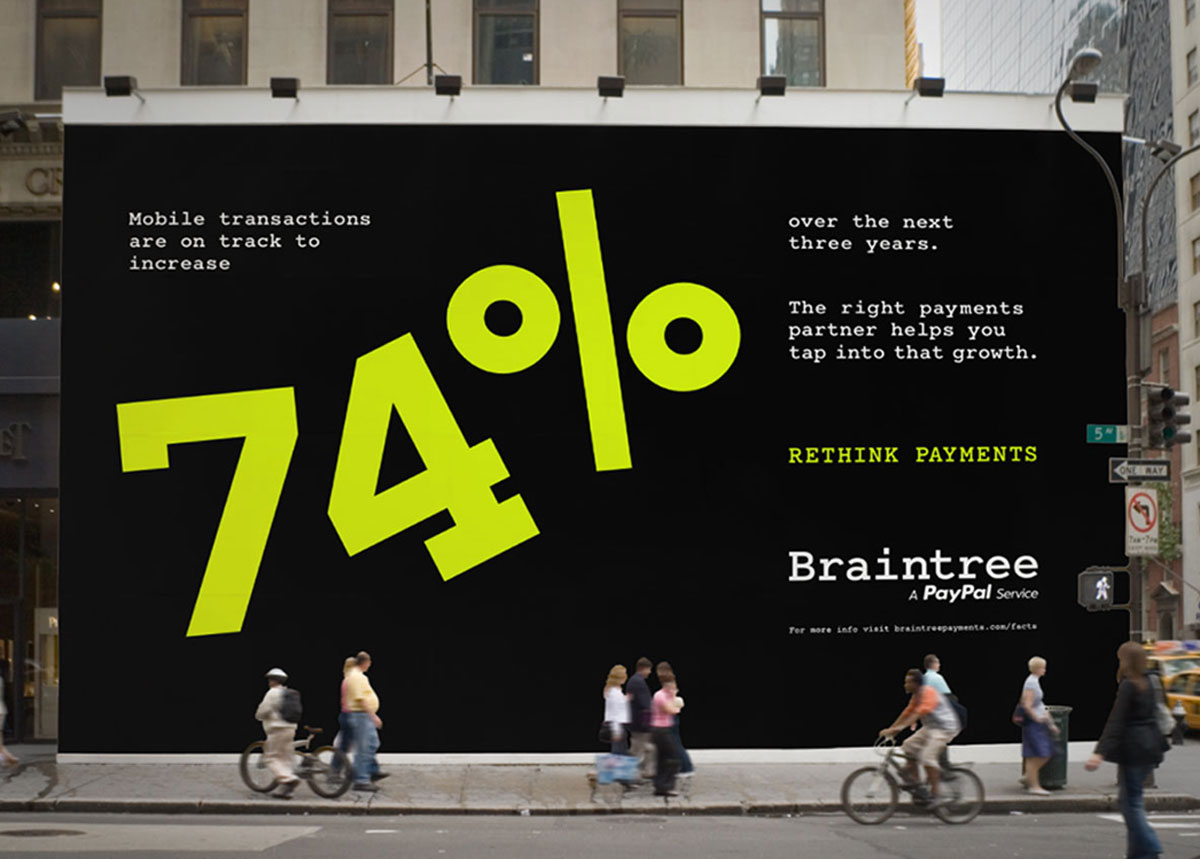 Mobile transactions
are on track to
increase
74%
over the next
three years.
The right payments
partner helps you
tap into that growth.
RETHINK PAYMENTS
Braintree
A PayPal Service
For more info visit braintreepayments.com/facts
5 AV
ONE WAY